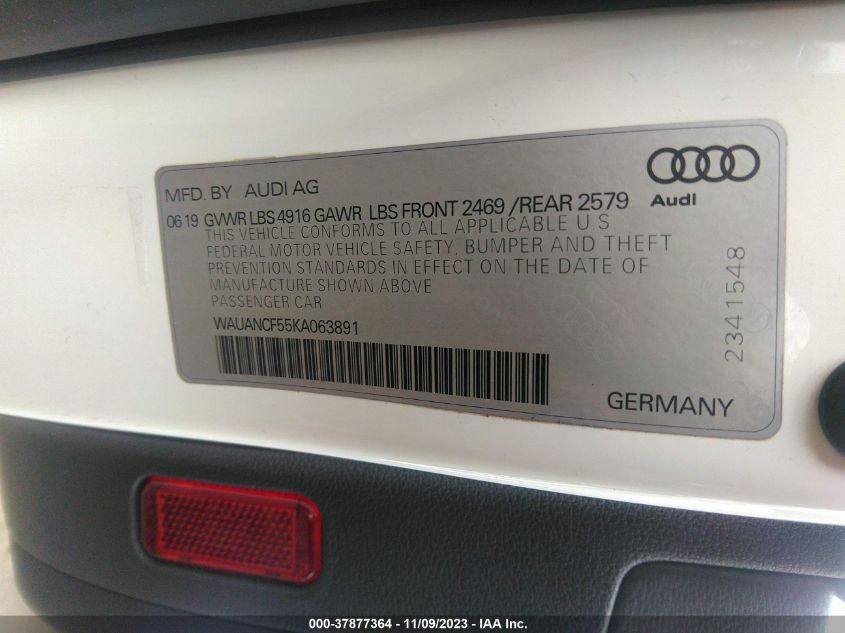 MFD. BY AUDI AG
06 19 GVWR LBS 4916 GAWR LBS FRONT 2469 /REAR 2579
THIS VEHICLE CONFORMS TO ALL APPLICABLE U.S
FEDERAL MOTOR VEHICLE SAFETY, BUMPER AND THEFT
PREVENTION STANDARDS IN EFFECT ON THE DATE OF
MANUFACTURE SHOWN ABOVE
PASSENGER CAR
WAUANCF55KA063891
Audi
2341548
GERMANY
000-37877364 - 11/09/2023 - IAA Inc.